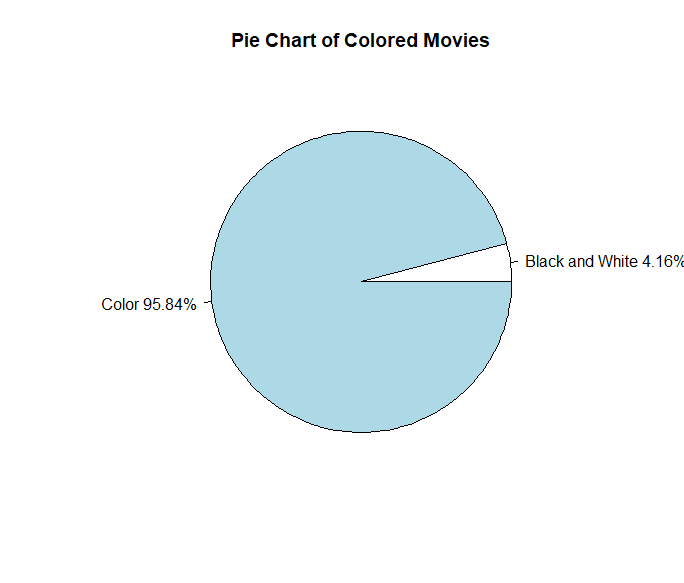 Pie Chart of Colored Movies
Black and White 4.16%
Color 95.84%